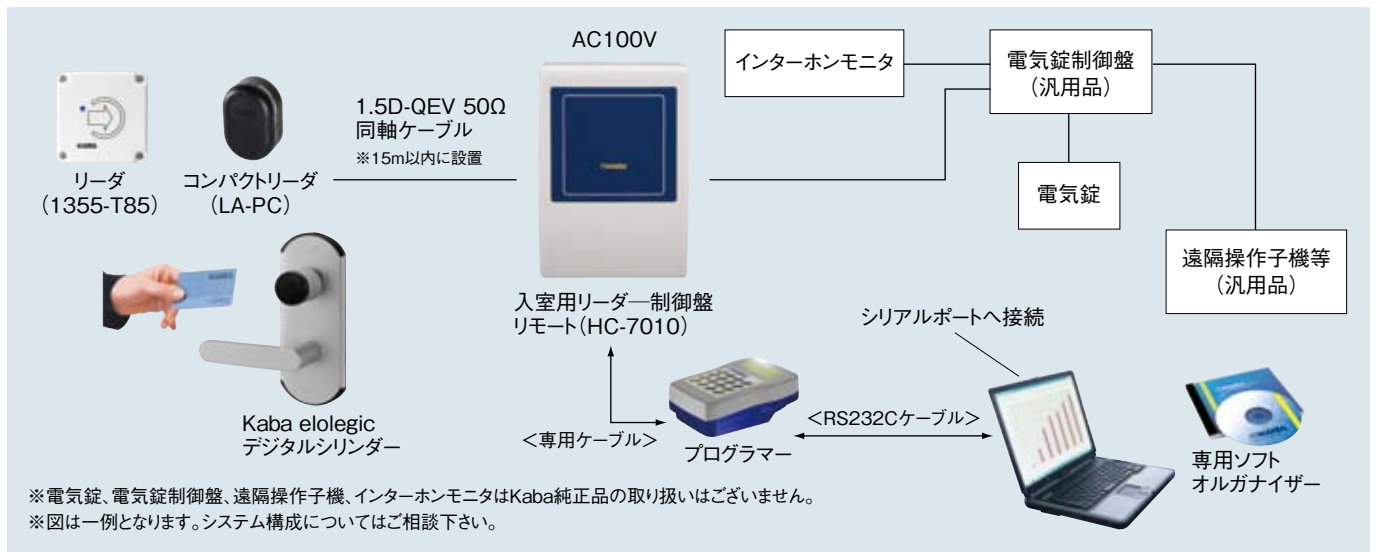 AC100V
インターホンモニタ
電気錠制御盤
（汎用品）
1.5D-QEV 50Ω
同軸ケーブル
※15m以内に設置
KABA
リーダ
（1355-T85）
コンパクトリーダ
（LA-PC）
電気錠
遠隔操作子機等
（汎用品）
入室用リーダ―制御盤
リモート（HC-7010）
シリアルポートへ接続
Kaba elolegic
デジタルシリンダー
＜専用ケーブル＞
プログラマー
＜RS232Cケーブル＞
専用ソフト
オルガナイザー
※電気錠、電気錠制御盤、遠隔操作子機、インターホンモニタはKaba純正品の取り扱いはございません。
※図は一例となります。システム構成についてはご相談下さい。